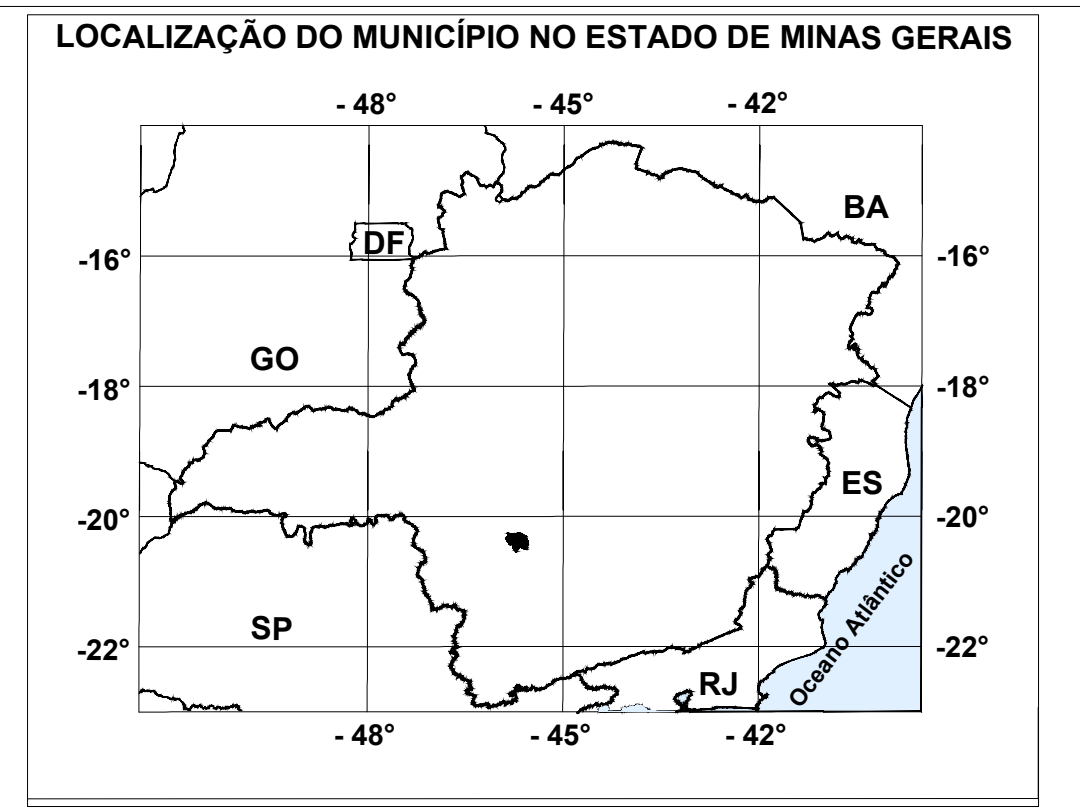 LOCALIZAÇÃO DO MUNICÍPIO NO ESTADO DE MINAS GERAIS
- 48° - 45° - 42°
BA
DF
-16° -16°
GO
-18° -18°
ES
-20° -20°
Oceano Atlântico
SP
-22° -22°
RJ
- 48° - 45° - 42°